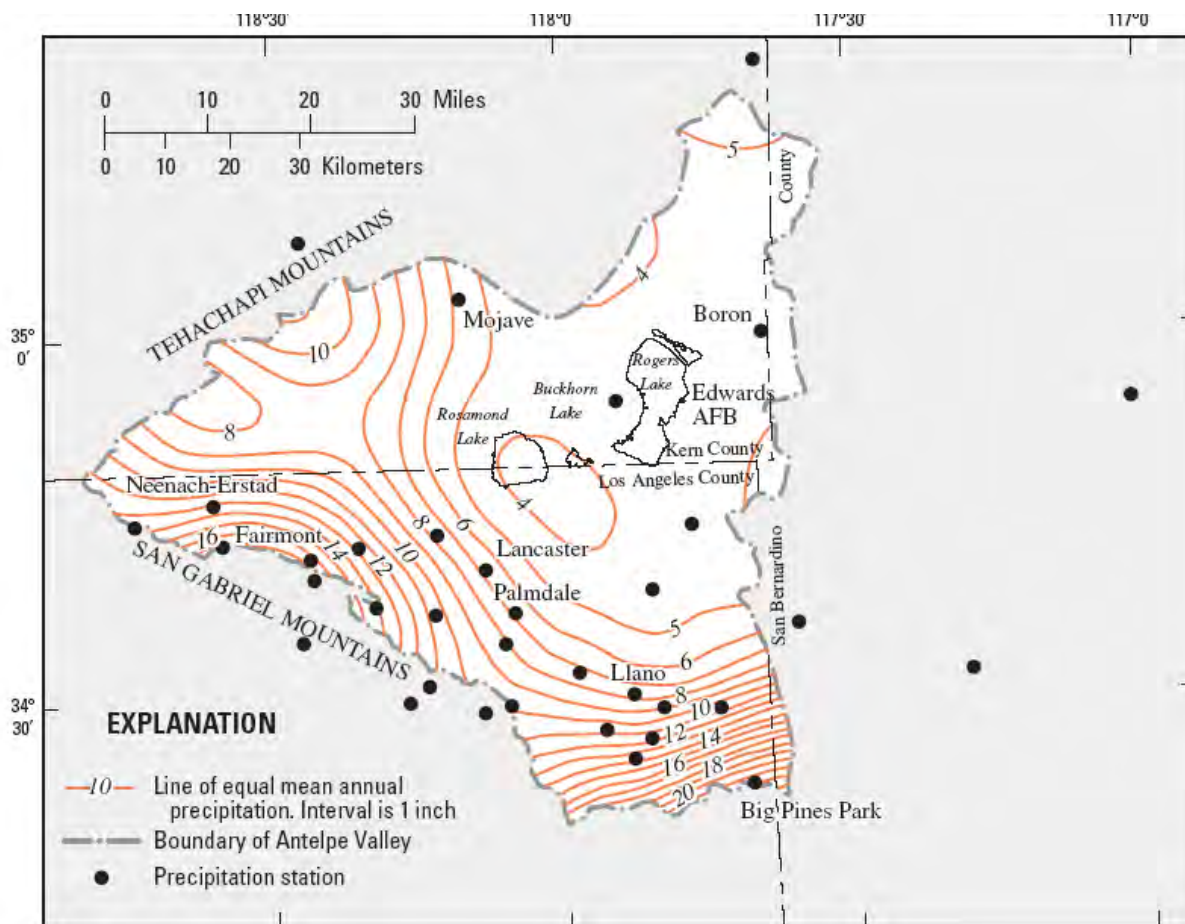 118°30' 118°0 117°30' 117°0
0 10 20 30 Miles
0 10 20 30 Kilometers
TEHACHAPI MOUNTAINS
5
County
4
35°
0'
10
Mojave
Boron
Rogers
Lake
Buckhorn
Lake
Edwards
AFB
Rosamond
Lake
8
Kern County
Los Angeles County
4
Neenach-Erstad
16 Fairmont 14 12 10 8 6
Lancaster
SAN GABRIEL MOUNTAINS
Palmdale
5
San Bernardino
6
Llano
8
10
34°
30'
12
14
16
18
20
Big Pines Park
EXPLANATION
10 Line of equal mean annual
precipitation. Interval is 1 inch
Boundary of Antelpe Valley
Precipitation station